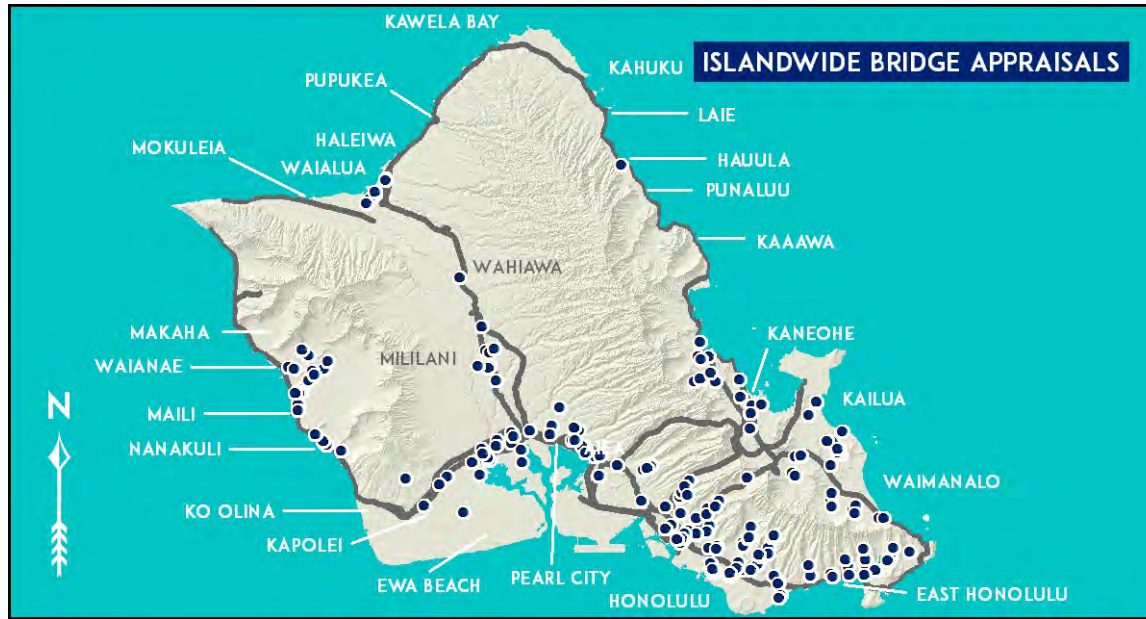 KAWELA BAY
ISLANDWIDE BRIDGE APPRAISALS
KAHUKU
PUPUKEA
LAIE
HALEIWA
MOKULEIA
WAIALUA
HAUULA
PUNALUU
KAAAWA
WAHIAWA
MAKAHA
KANEOHE
WAIANAE
MILILANI
N
KAILUA
MAILI
NANAKULI
WAIMANALO
KO OLINA
KAPOLEI
EWA BEACH
PEARL CITY
HONOLULU
EAST HONOLULU